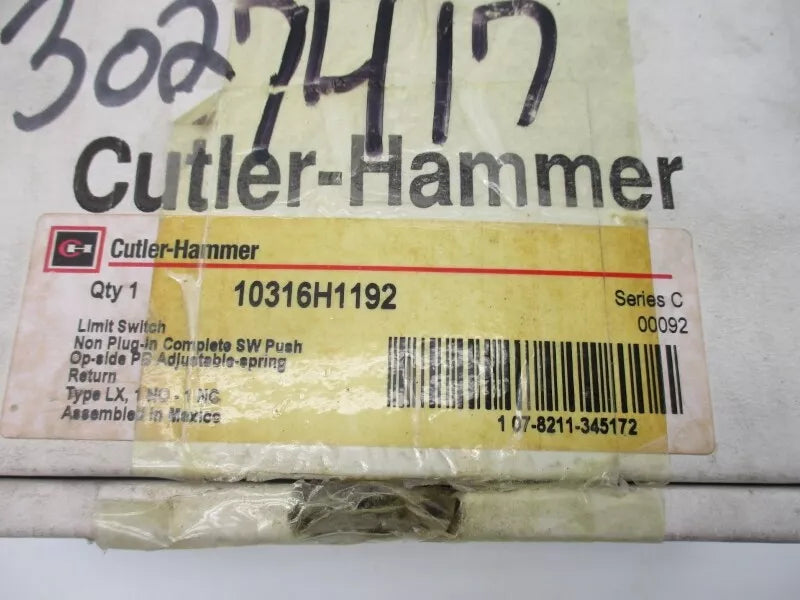 3027417
Cutler-Hammer
CH Cutler-Hammer
Qty 1 10316H1192 Series C
00092
Limit Switch
Non Plug-in Complete SW Push
Op-side PB Adjustable-spring
Return
Type LX, 1 NO - 1 NC
Assembled in Mexico
1 07-8211-345172